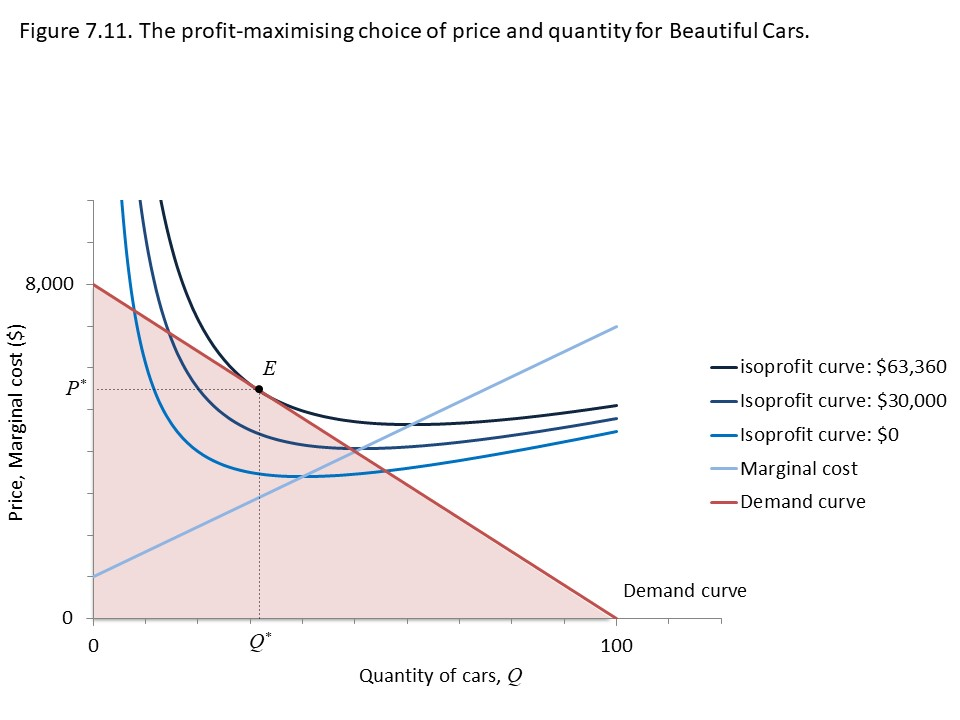 Figure 7.11. The profit-maximising choice of price and quantity for Beautiful Cars.
8,000
P*
0
Price, Marginal cost ($)
E
isoprofit curve: $63,360
Isoprofit curve: $30,000
Isoprofit curve: $0
Marginal cost
Demand curve
Demand curve
0
Q*
100
Quantity of cars, Q